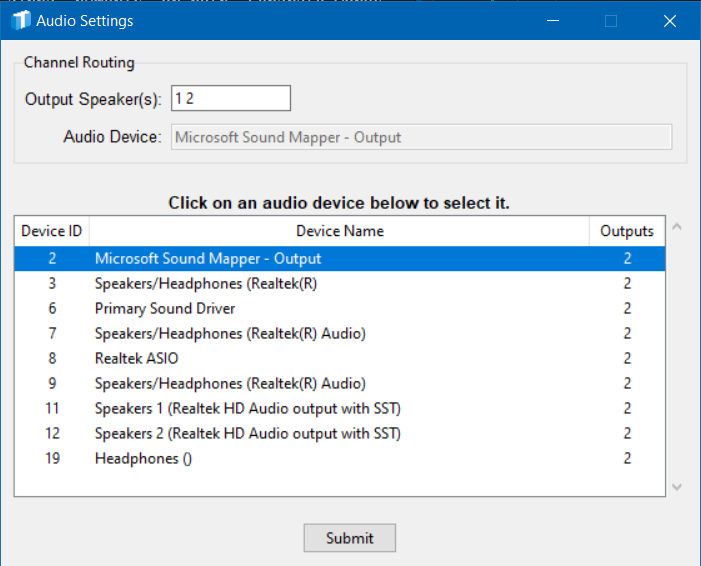 Audio Settings
Channel Routing
Output Speaker(s): 1 2
Audio Device: Microsoft Sound Mapper - Output
Click on an audio device below to select it.
Device ID Device Name Outputs
2 Microsoft Sound Mapper - Output 2
3 Speakers/Headphones (Realtek(R) 2
6 Primary Sound Driver 2
7 Speakers/Headphones (Realtek(R) Audio) 2
8 Realtek ASIO 2
9 Speakers/Headphones (Realtek(R) Audio) 2
11 Speakers 1 (Realtek HD Audio output with SST) 2
12 Speakers 2 (Realtek HD Audio output with SST) 2
19 Headphones () 2
Submit